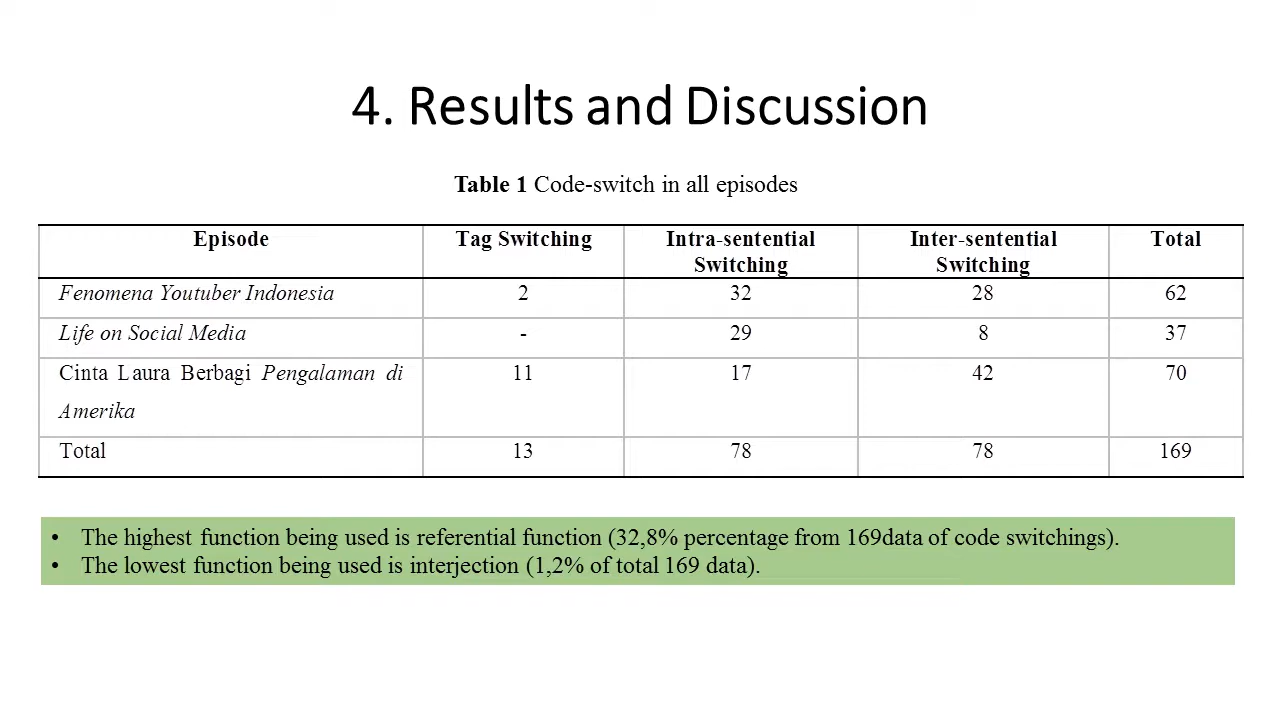 4. Results and Discussion
Table 1 Code-switch in all episodes
Episode Tag Switching Intra-sentential Switching Inter-sentential Switching Total
Fenomena Youtuber Indonesia 2 32 28 62
Life on Social Media - 29 8 37
Cinta Laura Berbagi Pengalaman di Amerika 11 17 42 70
Total 13 78 78 169
• The highest function being used is referential function (32,8% percentage from 169data of code switchings).
• The lowest function being used is interjection (1,2% of total 169 data).